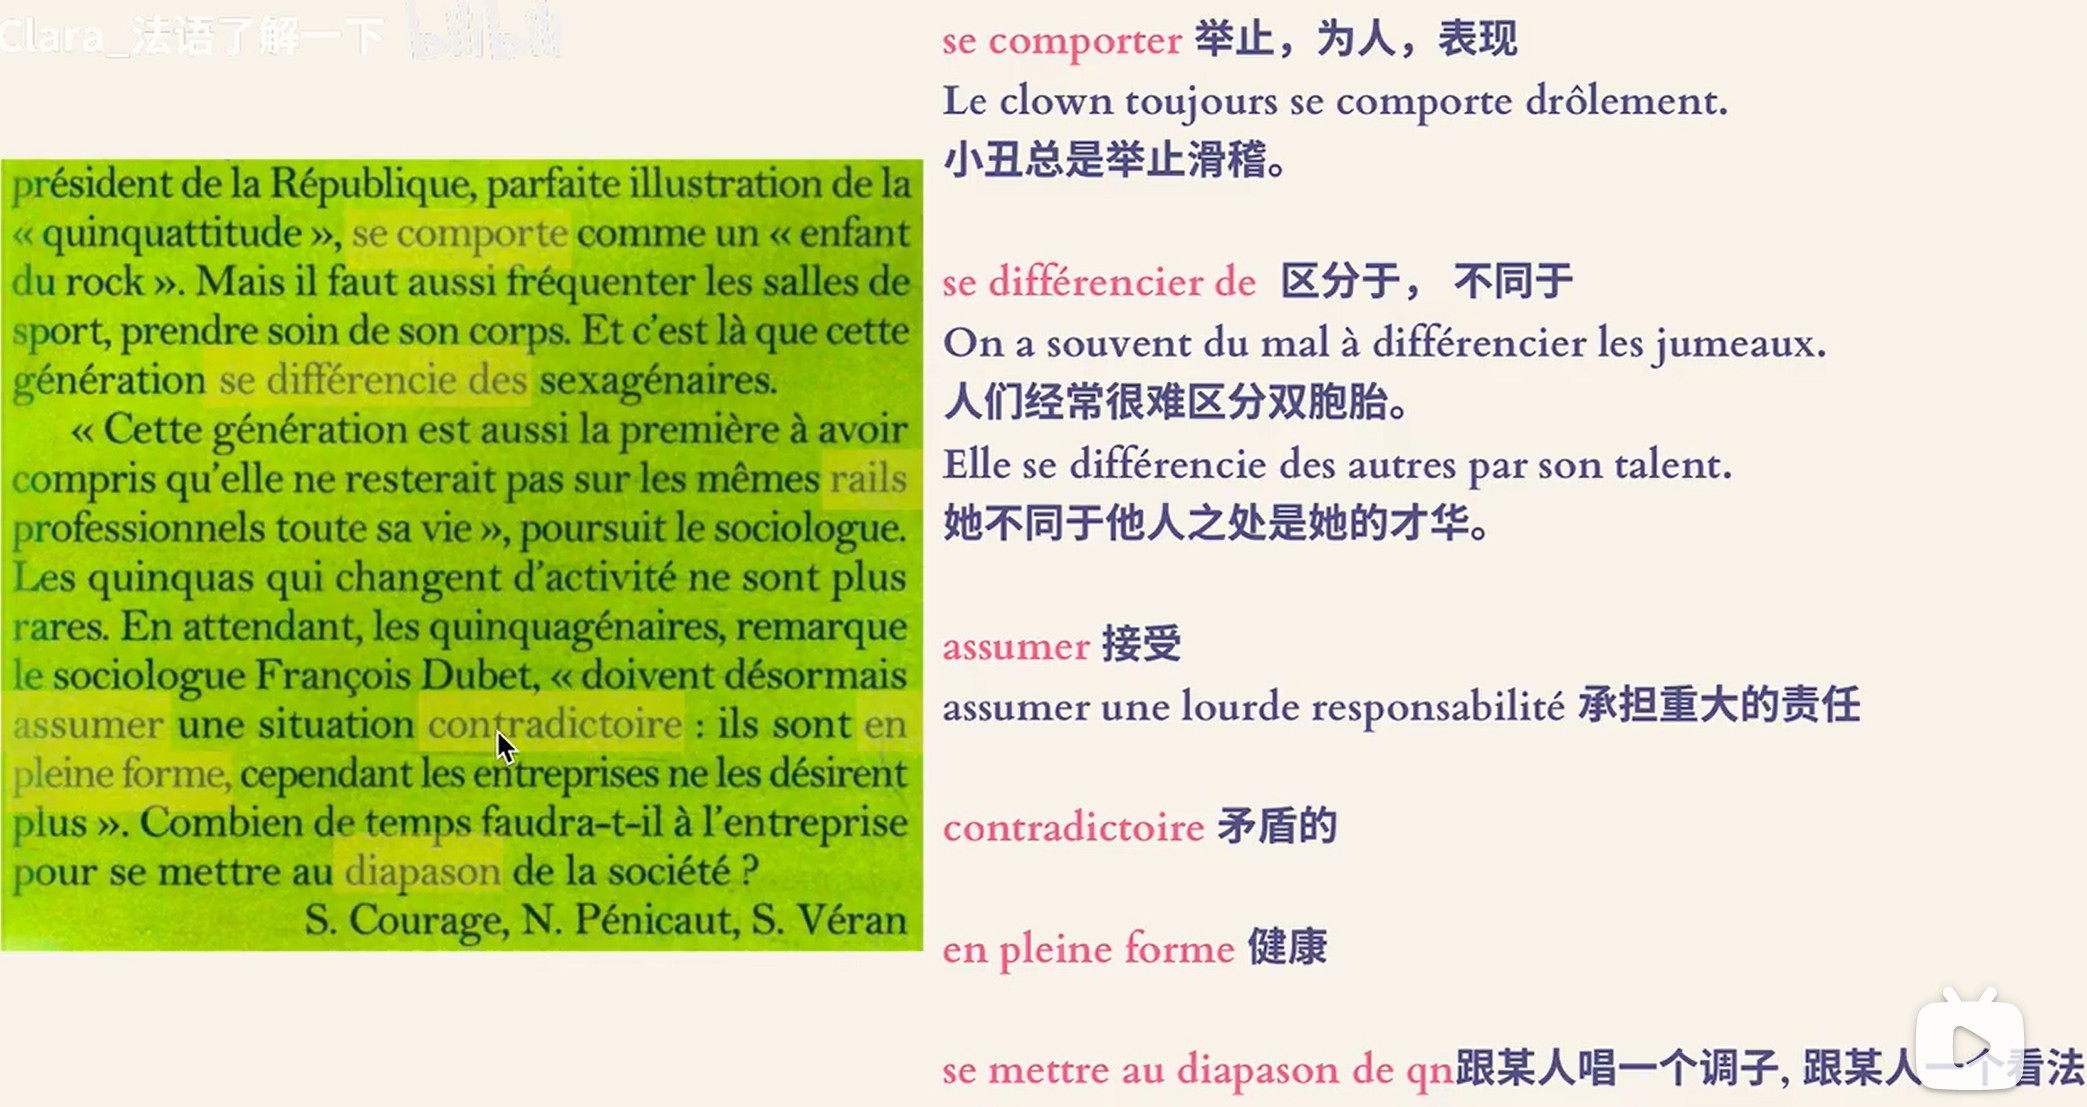 Clara_法语了解一下 bilibili
président de la République, parfaite illustration de la
« quinquattitude », se comporte comme un « enfant
du rock ». Mais il faut aussi fréquenter les salles de
sport, prendre soin de son corps. Et c'est là que cette
génération se différencie des sexagénaires.
« Cette génération est aussi la première à avoir
compris qu'elle ne resterait pas sur les mêmes rails
professionnels toute sa vie », poursuit le sociologue.
Les quinquas qui changent d'activité ne sont plus
rares. En attendant, les quinquagénaires, remarque
le sociologue François Dubet, « doivent désormais
assumer une situation contradictoire : ils sont en
pleine forme, cependant les entreprises ne les désirent
plus ». Combien de temps faudra-t-il à l'entreprise
pour se mettre au diapason de la société ?
S. Courage, N. Pénicaut, S. Véran
se comporter 举止，为人，表现
Le clown toujours se comporte drôlement.
小丑总是举止滑稽。
se différencier de 区分于， 不同于
On a souvent du mal à différencier les jumeaux.
人们经常很难区分双胞胎。
Elle se différencie des autres par son talent.
她不同于他人之处是她的才华。
assumer 接受
assumer une lourde responsabilité 承担重大的责任
contradictoire 矛盾的
en pleine forme 健康
se mettre au diapason de qn跟某人唱一个调子, 跟某人一个看法